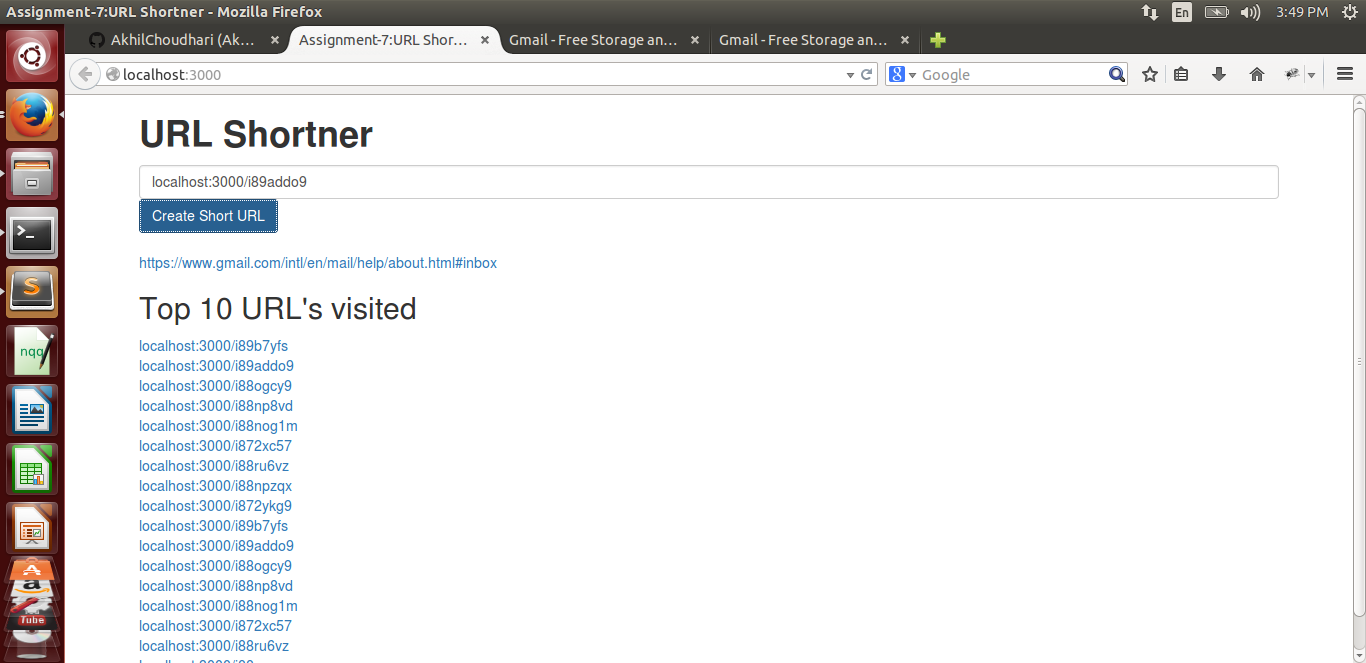 Assignment-7:URL Shortner - Mozilla Firefox
En
3:49 PM
AkhilChoudhari (Ak...
Assignment-7:URL Shor...
Gmail - Free Storage an...
Gmail - Free Storage an...
localhost:3000
Google
URL Shortner
localhost:3000/i89addo9
Create Short URL
https://www.gmail.com/intl/en/mail/help/about.html#inbox
Top 10 URL's visited
localhost:3000/i89b7yfs
localhost:3000/i89addo9
localhost:3000/i88ogcy9
localhost:3000/i88np8vd
localhost:3000/i88nog1m
localhost:3000/i872xc57
localhost:3000/i88ru6vz
localhost:3000/i88npzqx
localhost:3000/i872ykg9
localhost:3000/i89b7yfs
localhost:3000/i89addo9
localhost:3000/i88ogcy9
localhost:3000/i88np8vd
localhost:3000/i88nog1m
localhost:3000/i872xc57
localhost:3000/i88ru6vz
nqq
Tube